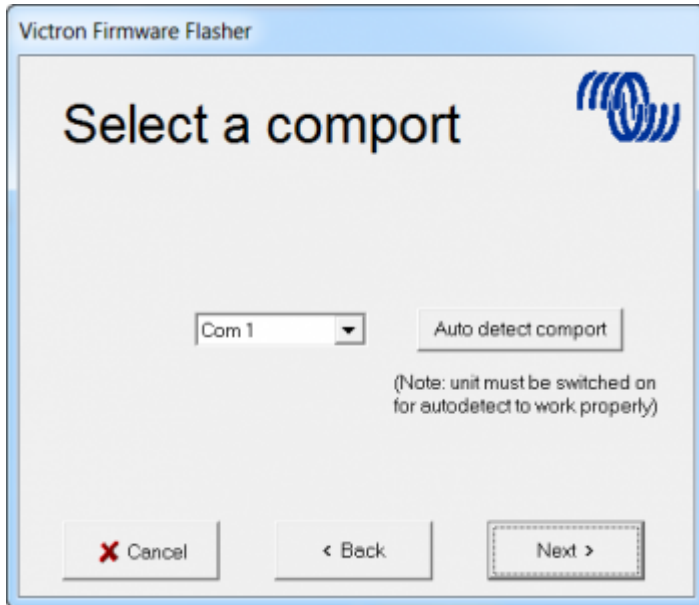 Victron Firmware Flasher
Select a comport
Com 1
Auto detect comport
(Note: unit must be switched on
for autodetect to work properly)
Cancel
< Back
Next >